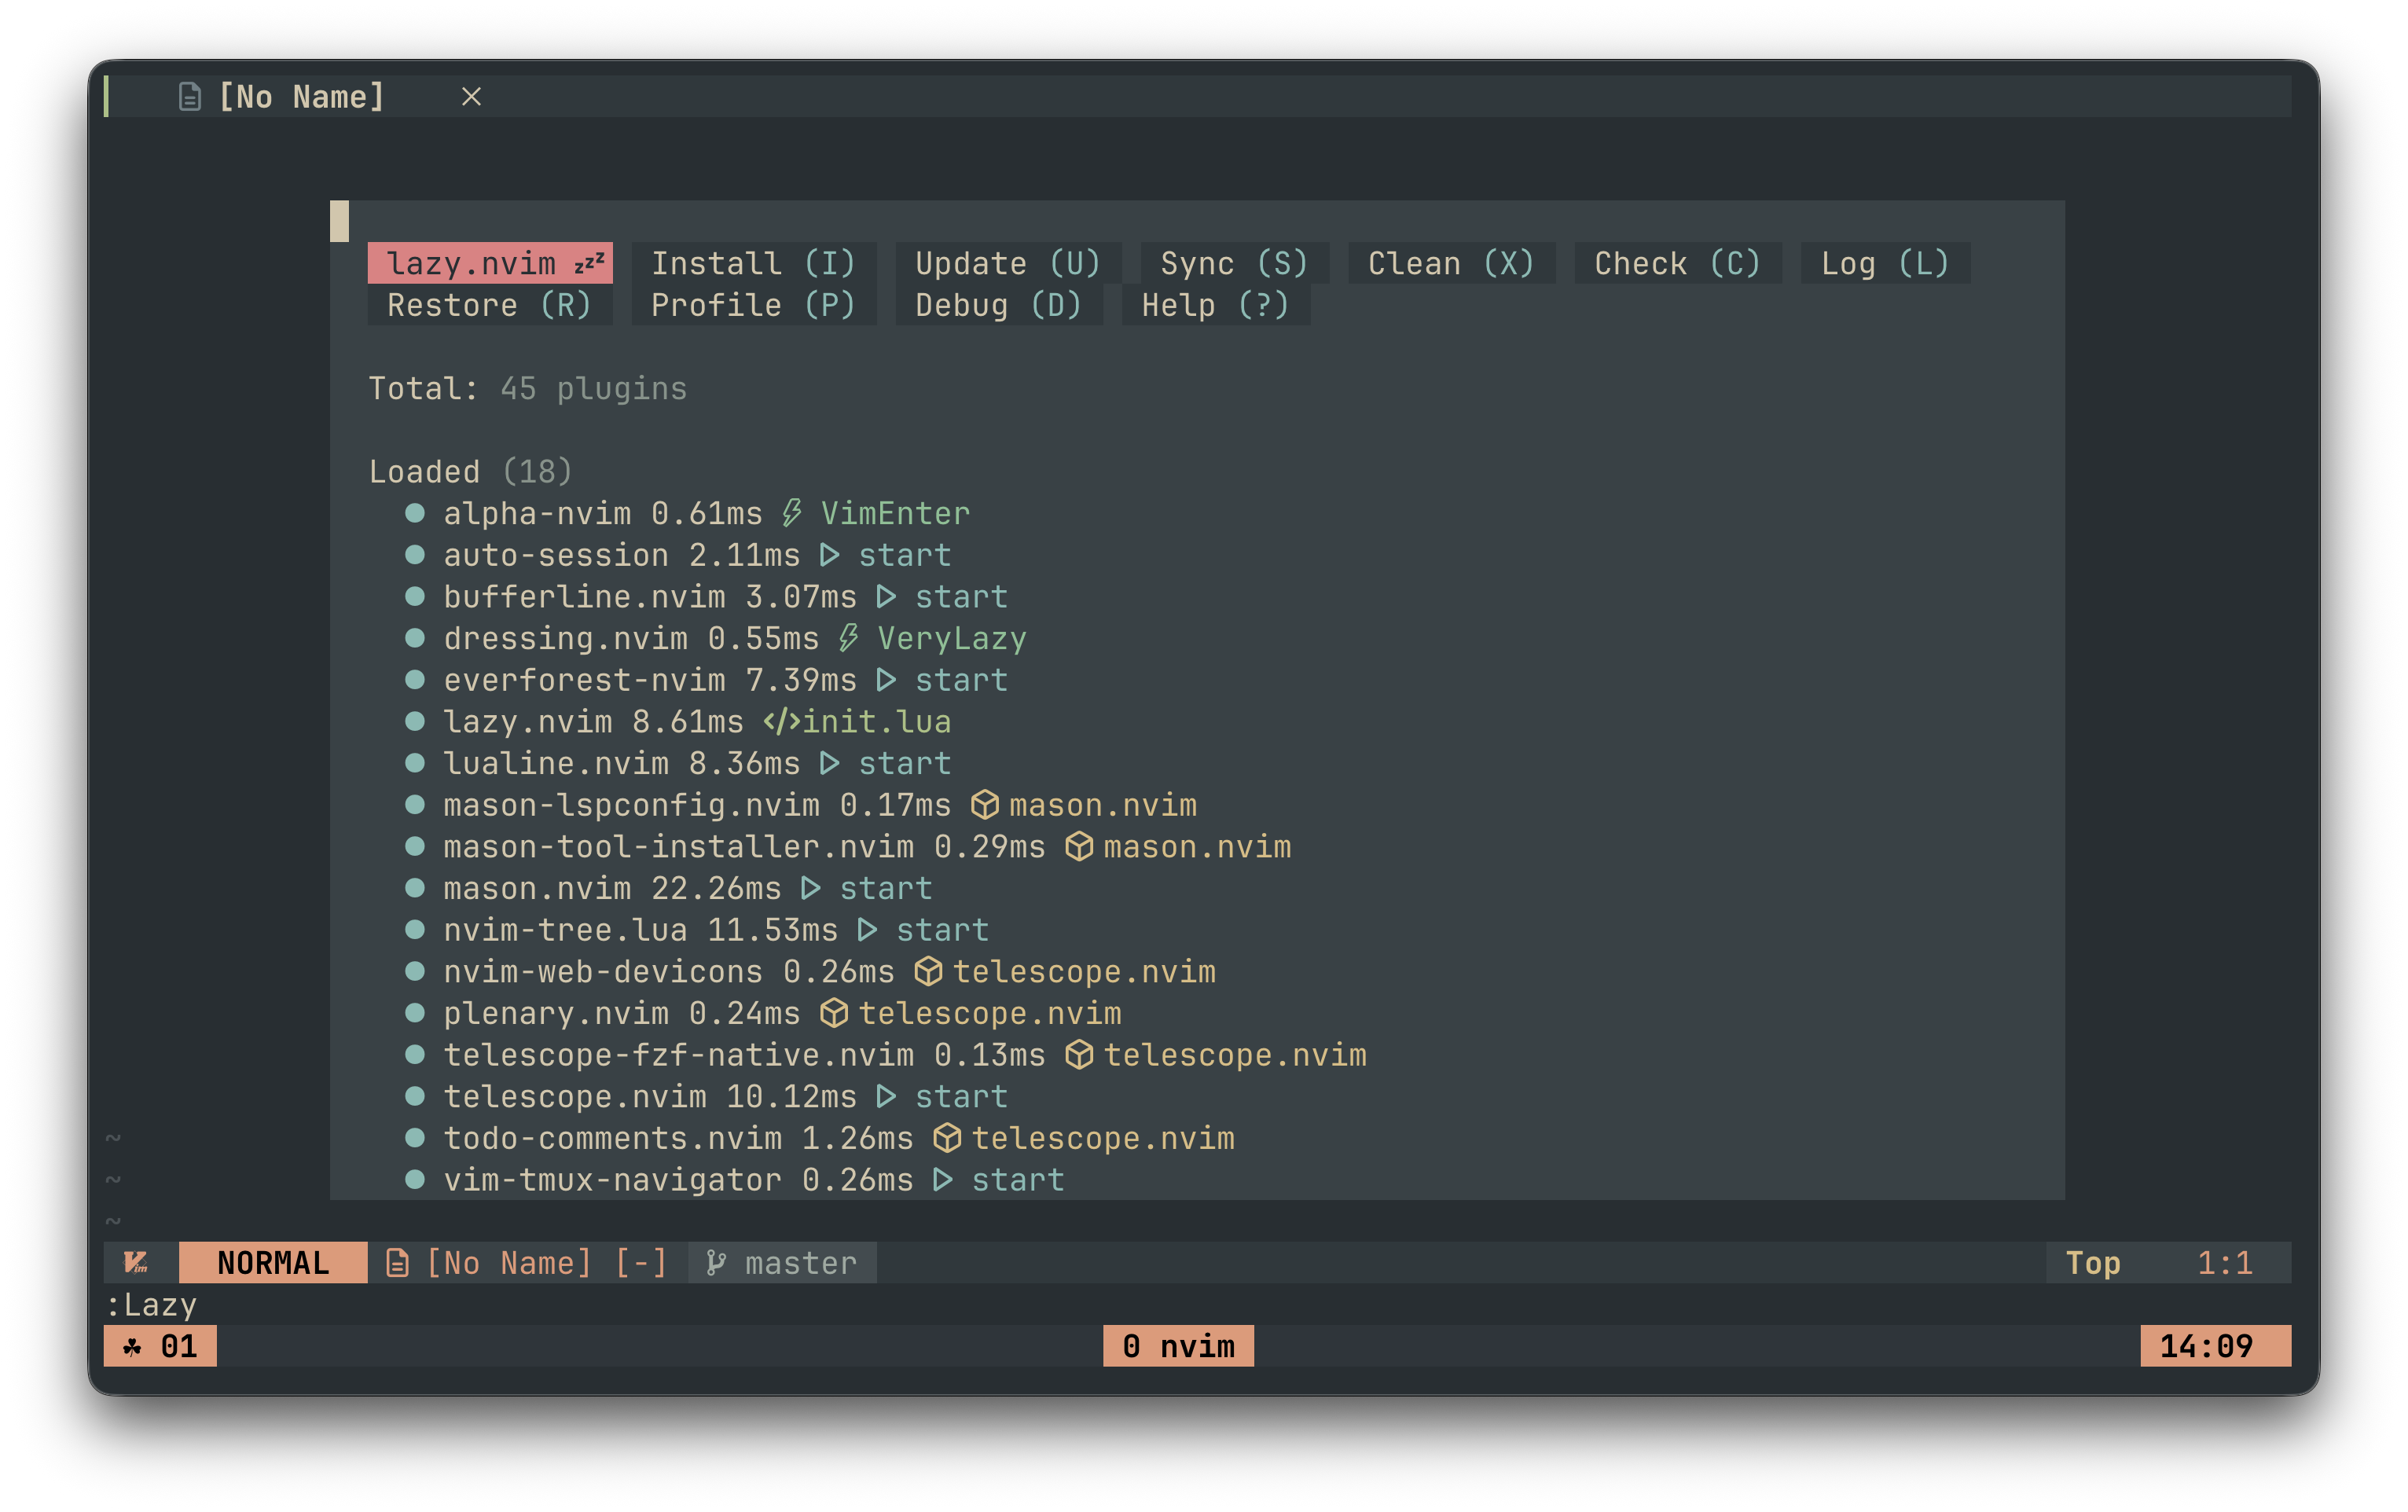 [No Name]
lazy.nvim zzz Install (I) Update (U) Sync (S) Clean (X) Check (C) Log (L)
Restore (R) Profile (P) Debug (D) Help (?)
Total: 45 plugins
Loaded (18)
● alpha-nvim 0.61ms VimEnter
● auto-session 2.11ms start
● bufferline.nvim 3.07ms start
● dressing.nvim 0.55ms VeryLazy
● everforest-nvim 7.39ms start
● lazy.nvim 8.61ms </>init.lua
● lualine.nvim 8.36ms start
● mason-lspconfig.nvim 0.17ms mason.nvim
● mason-tool-installer.nvim 0.29ms mason.nvim
● mason.nvim 22.26ms start
● nvim-tree.lua 11.53ms start
● nvim-web-devicons 0.26ms telescope.nvim
● plenary.nvim 0.24ms telescope.nvim
● telescope-fzf-native.nvim 0.13ms telescope.nvim
● telescope.nvim 10.12ms start
● todo-comments.nvim 1.26ms telescope.nvim
● vim-tmux-navigator 0.26ms start
~
~
~
Vim NORMAL [No Name] [-] master Top 1:1
:Lazy
☘ 01 0 nvim 14:09